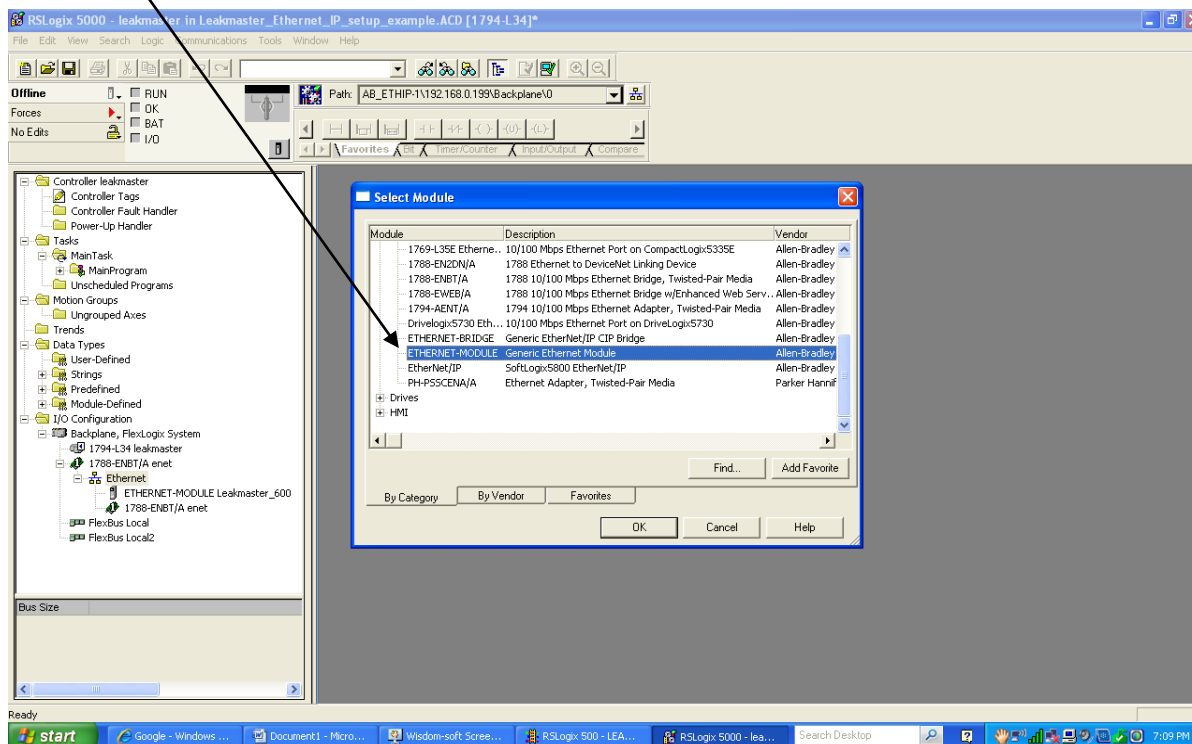 RSLogix 5000 - leakmaster in Leakmaster_Ethernet_IP_setup_example.ACD [1794-L34]*
File Edit View Search Logic Communications Tools Window Help
Offline
RUN
Path: AB_ETHIP-1\192.168.0.199\Backplane\0
Forces
OK
No Edits
BAT
I/O
Favorites Bit Timer/Counter Input/Output Compare
Controller leakmaster
Controller Tags
Controller Fault Handler
Power-Up Handler
Tasks
MainTask
MainProgram
Unscheduled Programs
Motion Groups
Ungrouped Axes
Trends
Data Types
User-Defined
Strings
Predefined
Module-Defined
I/O Configuration
Backplane, FlexLogix System
1794-L34 leakmaster
1788-ENBT/A enet
Ethernet
ETHERNET-MODULE Leakmaster_600
1788-ENBT/A enet
FlexBus Local
FlexBus Local2
Bus Size
Select Module
Module Description Vendor
1769-L35E Etherne.. 10/100 Mbps Ethernet Port on CompactLogix5335E Allen-Bradley
1788-EN2DN/A 1788 Ethernet to DeviceNet Linking Device Allen-Bradley
1788-ENBT/A 1788 10/100 Mbps Ethernet Bridge, Twisted-Pair Media Allen-Bradley
1788-EWEB/A 1788 10/100 Mbps Ethernet Bridge w/Enhanced Web Serv.. Allen-Bradley
1794-AENT/A 1794 10/100 Mbps Ethernet Adapter, Twisted-Pair Media Allen-Bradley
Drivelogix5730 Eth... 10/100 Mbps Ethernet Port on DriveLogix5730 Allen-Bradley
ETHERNET-BRIDGE Generic EtherNet/IP CIP Bridge Allen-Bradley
ETHERNET-MODULE Generic Ethernet Module Allen-Bradley
EtherNet/IP SoftLogix5800 EtherNet/IP Allen-Bradley
PH-PSSCENA/A Ethernet Adapter, Twisted-Pair Media Parker Hannif
Drives
HMI
Find... Add Favorite
By Category By Vendor Favorites
OK Cancel Help
Ready
start Google - Windows ... Document1 - Micro... Wisdom-soft Scree... RSLogix 500 - LEA... RSLogix 5000 - lea... Search Desktop 7:09 PM